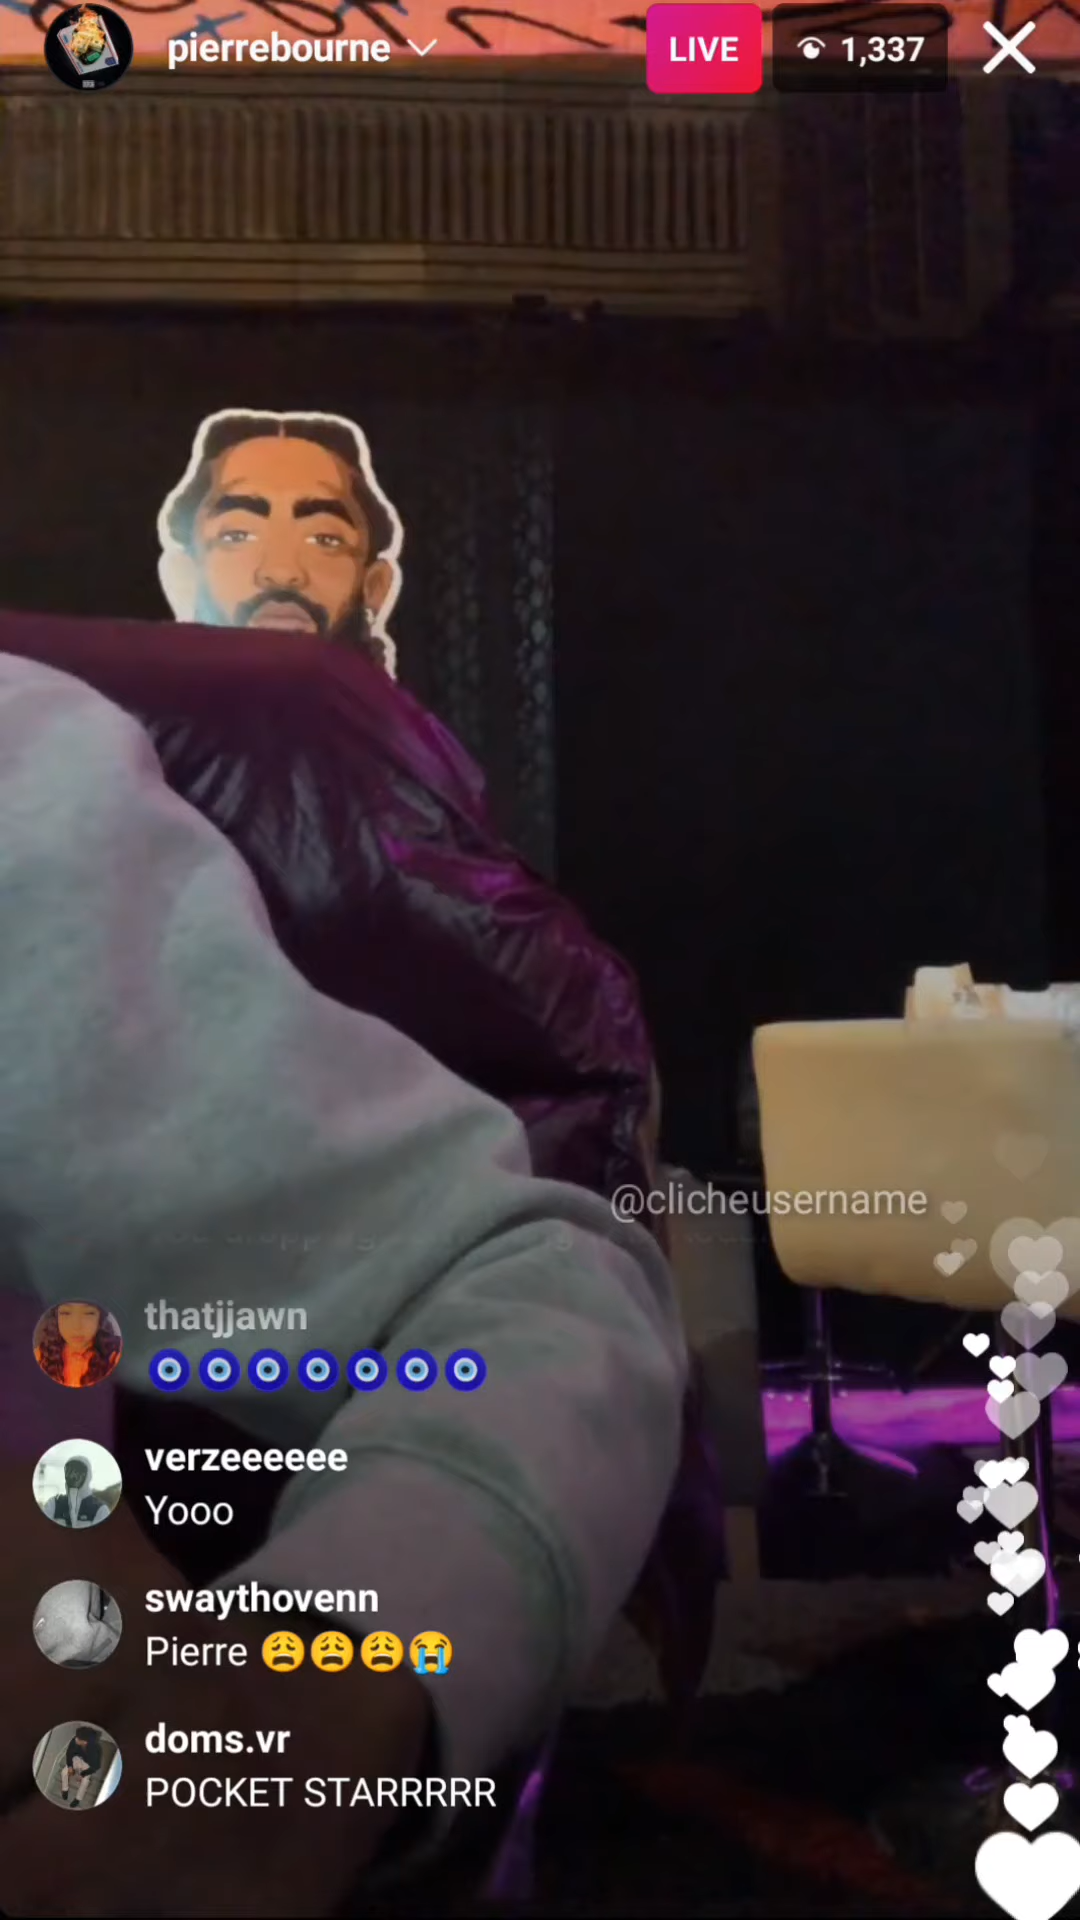 pierrebourne
LIVE
1,337
@clicheusername
thatjjawn
🧿🧿🧿🧿🧿🧿🧿
verzeeeeee
Yooo
swaythovenn
Pierre 😩😩😩😭
doms.vr
POCKET STARRRRR